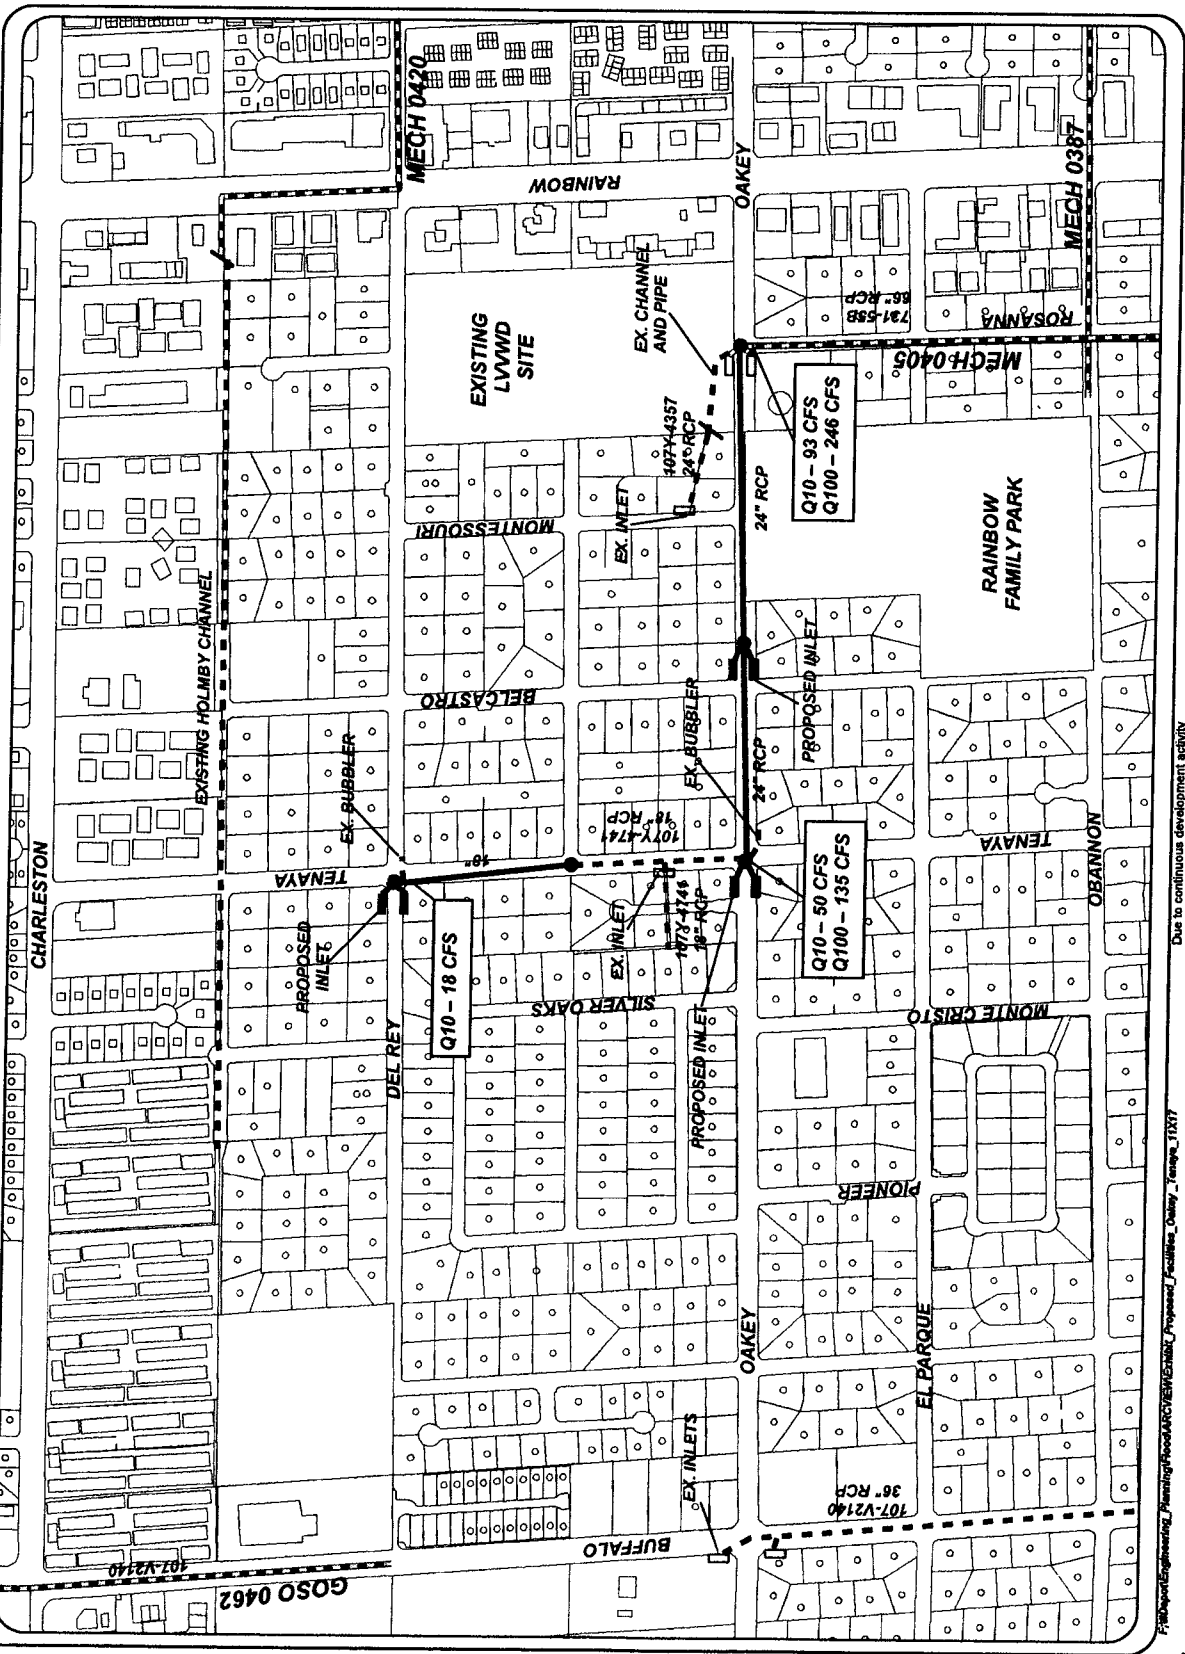 CHARLESTON
107-V2140
GOSO 0462
EXISTING HOLMBY CHANNEL
MECH 0420
TENAYA
EX. BUBBLER
PROPOSED
INLET
DEL REY
Q10 – 18 CFS
18"
BELCASTRO
MONTESSOURI
EXISTING
LVVWD
SITE
RAINBOW
EX. CHANNEL
AND PIPE
107Y-4357
24" RCP
EX. INLET
OAKEY
SILVER OAKS
EX. INLET
107Y-4746
18" RCP
107Y-4741
18" RCP
EX. BUBBLER
PROPOSED INLET
24" RCP
PROPOSED INLET
24" RCP
Q10 – 50 CFS
Q100 – 135 CFS
Q10 – 93 CFS
Q100 – 246 CFS
731-55B
66" RCP
MECH 0405
ROSANNA
MECH 0387
RAINBOW
FAMILY PARK
TENAYA
OBANNON
MONTE CRISTO
PIONEER
OAKEY
EL PARQUE
BUFFALO
EX. INLETS
107-V2140
36" RCP
Due to continuous development activity